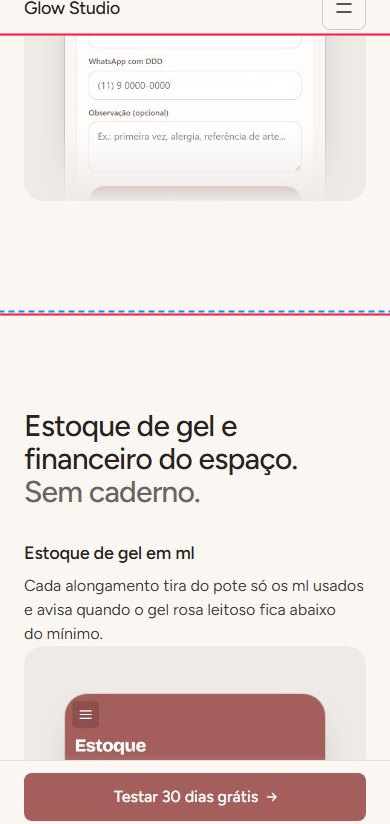 Glow Studio
WhatsApp com DDD
(11) 9 0000-0000
Observação (opcional)
Ex.: primeira vez, alergia, referência de arte...
Estoque de gel e
financeiro do espaço.
Sem caderno.
Estoque de gel em ml
Cada alongamento tira do pote só os ml usados
e avisa quando o gel rosa leitoso fica abaixo
do mínimo.
Estoque
Testar 30 dias grátis →